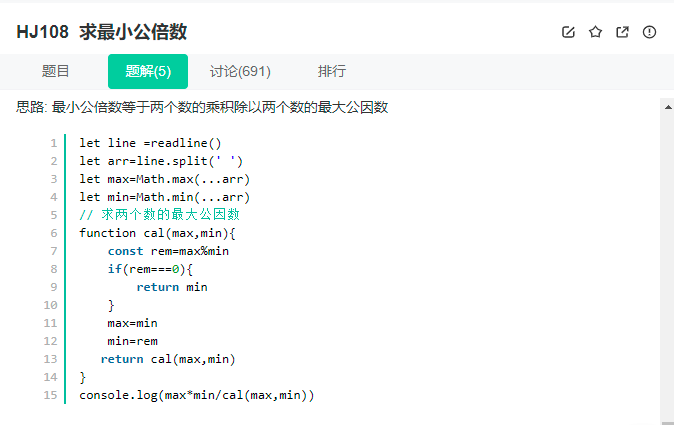 HJ108 求最小公倍数
题目 题解(5) 讨论(691) 排行
思路: 最小公倍数等于两个数的乘积除以两个数的最大公因数
1 let line =readline()
2 let arr=line.split(' ')
3 let max=Math.max(...arr)
4 let min=Math.min(...arr)
5 // 求两个数的最大公因数
6 function cal(max,min){
7 const rem=max%min
8 if(rem===0){
9 return min
10 }
11 max=min
12 min=rem
13 return cal(max,min)
14 }
15 console.log(max*min/cal(max,min))